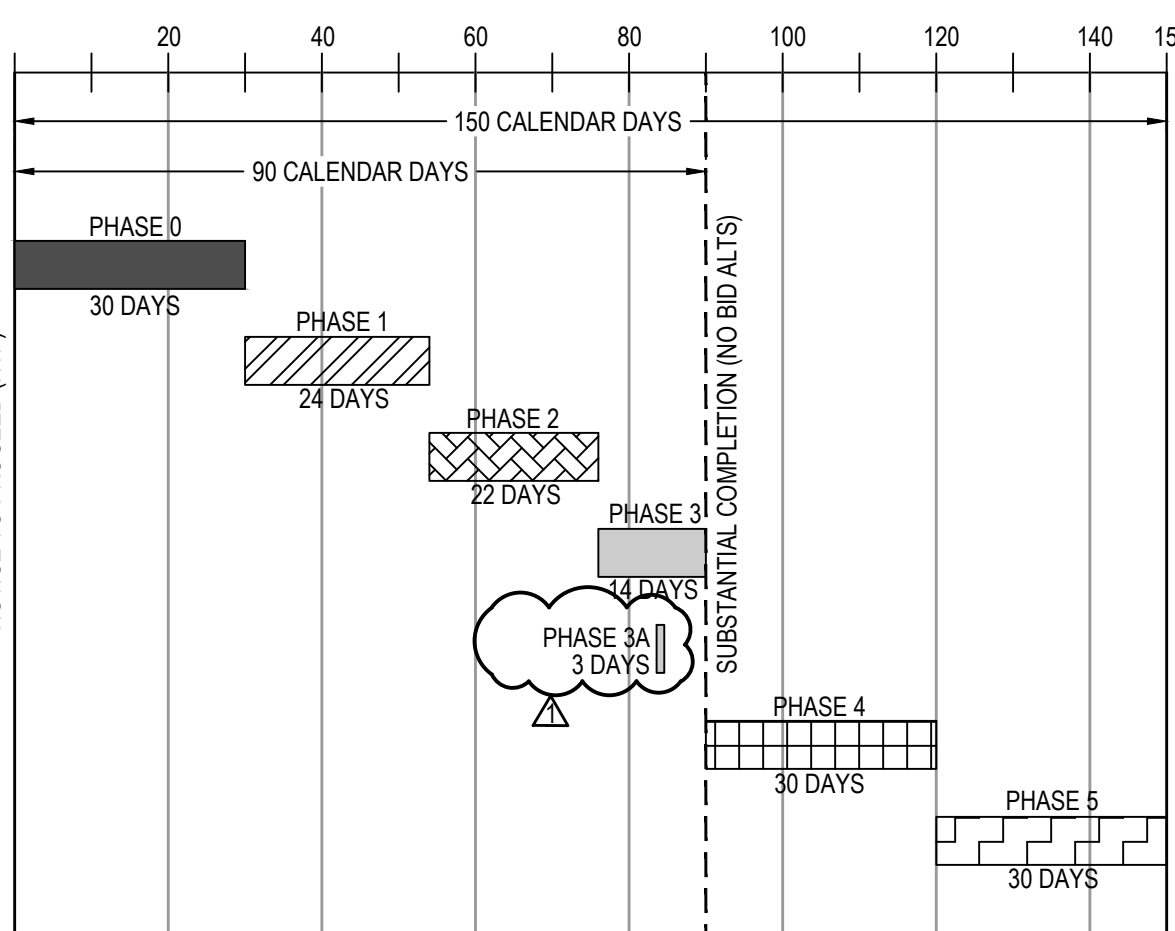 20 40 60 80 100 120 140 15
150 CALENDAR DAYS
90 CALENDAR DAYS
PHASE 0
30 DAYS
PHASE 1
24 DAYS
PHASE 2
22 DAYS
PHASE 3
14 DAYS
PHASE 3A
3 DAYS
1
SUBSTANTIAL COMPLETION (NO BID ALTS)
PHASE 4
30 DAYS
PHASE 5
30 DAYS